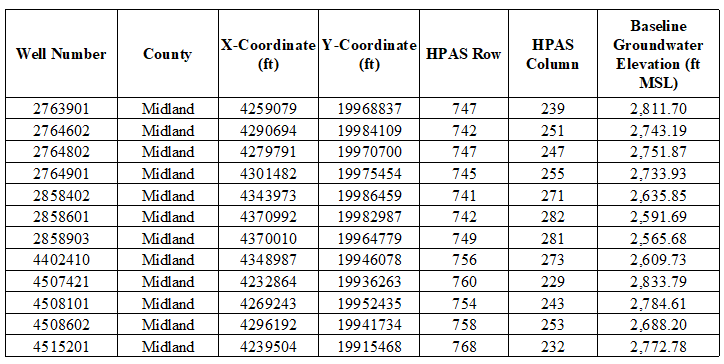 Well Number County X-Coordinate (ft) Y-Coordinate (ft) HPAS Row HPAS Column Baseline Groundwater Elevation (ft MSL)
2763901 Midland 4259079 19968837 747 239 2,811.70
2764602 Midland 4290694 19984109 742 251 2,743.19
2764802 Midland 4279791 19970700 747 247 2,751.87
2764901 Midland 4301482 19975454 745 255 2,733.93
2858402 Midland 4343973 19986459 741 271 2,635.85
2858601 Midland 4370992 19982987 742 282 2,591.69
2858903 Midland 4370010 19964779 749 281 2,565.68
4402410 Midland 4348987 19946078 756 273 2,609.73
4507421 Midland 4232864 19936263 760 229 2,833.79
4508101 Midland 4269243 19952435 754 243 2,784.61
4508602 Midland 4296192 19941734 758 253 2,688.20
4515201 Midland 4239504 19915468 768 232 2,772.78